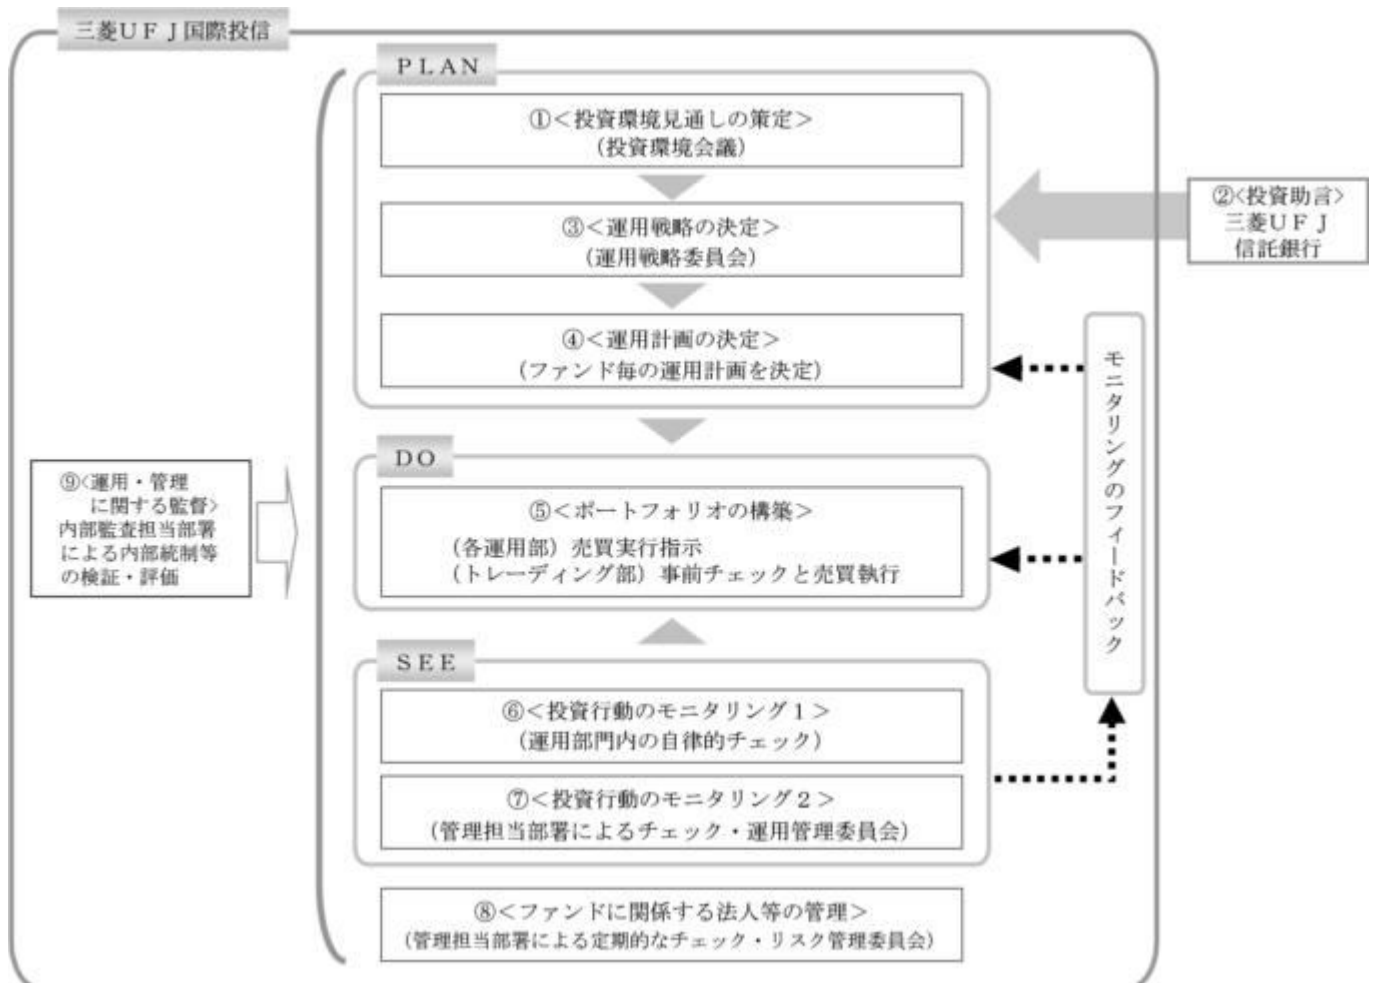 三菱ＵＦＪ国際投信
ＰＬＡＮ
①＜投資環境見通しの策定＞
（投資環境会議）
②<投資助言>
三菱ＵＦＪ
信託銀行
③＜運用戦略の決定＞
（運用戦略委員会）
④＜運用計画の決定＞
（ファンド毎の運用計画を決定）
モニタリングのフィードバック
ＤＯ
⑤＜ポートフォリオの構築＞
（各運用部）売買実行指示
（トレーディング部）事前チェックと売買執行
⑨<運用・管理
に関する監督>
内部監査担当部署
による内部統制等
の検証・評価
ＳＥＥ
⑥＜投資行動のモニタリング１＞
（運用部門内の自律的チェック）
⑦＜投資行動のモニタリング２＞
（管理担当部署によるチェック・運用管理委員会）
⑧＜ファンドに関係する法人等の管理＞
（管理担当部署による定期的なチェック・リスク管理委員会）